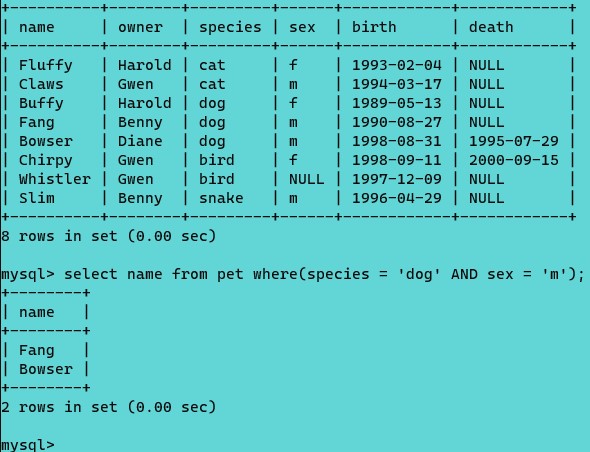 +----------+--------+---------+------+------------+------------+
| name     | owner  | species | sex  | birth      | death      |
+----------+--------+---------+------+------------+------------+
| Fluffy   | Harold | cat     | f    | 1993-02-04 | NULL       |
| Claws    | Gwen   | cat     | m    | 1994-03-17 | NULL       |
| Buffy    | Harold | dog     | f    | 1989-05-13 | NULL       |
| Fang     | Benny  | dog     | m    | 1990-08-27 | NULL       |
| Bowser   | Diane  | dog     | m    | 1998-08-31 | 1995-07-29 |
| Chirpy   | Gwen   | bird    | f    | 1998-09-11 | 2000-09-15 |
| Whistler | Gwen   | bird    | NULL | 1997-12-09 | NULL       |
| Slim     | Benny  | snake   | m    | 1996-04-29 | NULL       |
+----------+--------+---------+------+------------+------------+
8 rows in set (0.00 sec)
mysql> select name from pet where(species = 'dog' AND sex = 'm');
+--------+
| name   |
+--------+
| Fang   |
| Bowser |
+--------+
2 rows in set (0.00 sec)
mysql>